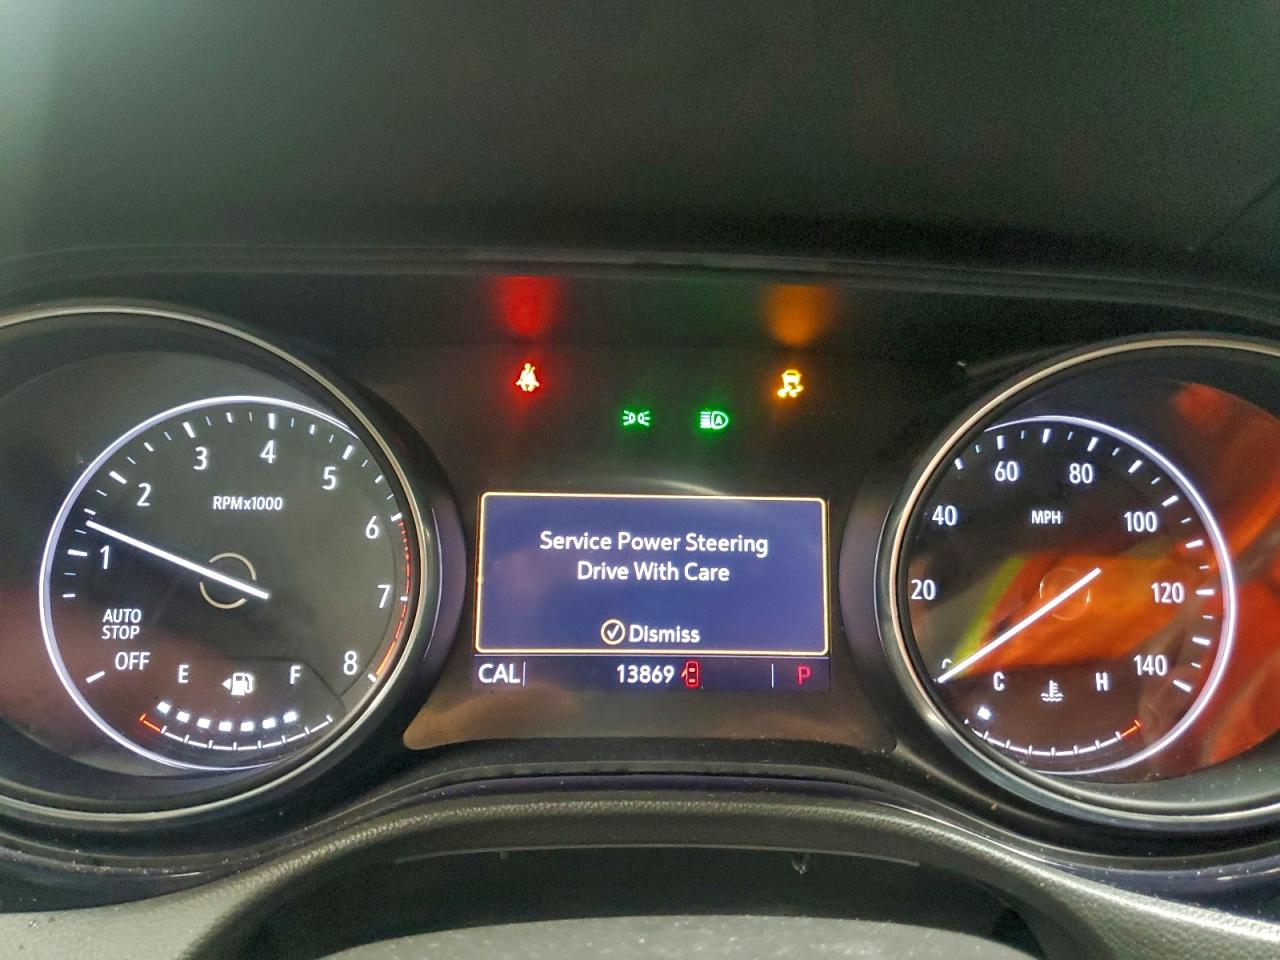 1
2
3
4
5
6
7
8
RPMx1000
AUTO
STOP
OFF
E
F
Service Power Steering
Drive With Care
Dismiss
CAL
13869
P
20
40
60
80
100
120
140
MPH
C
H